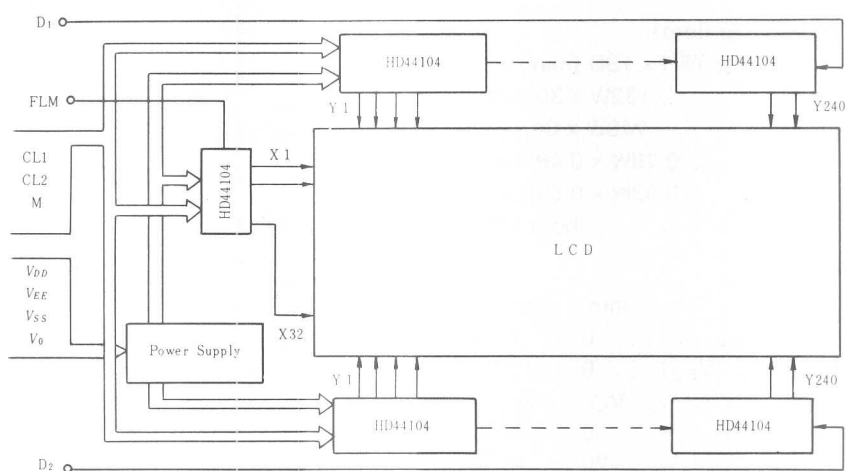 D1
HD44104
HD44104
FLM
Y1
Y240
CL1
CL2
M
HD44104
X1
LCD
VDD
VEE
VSS
V0
X32
Power Supply
Y1
Y240
HD44104
HD44104
D2